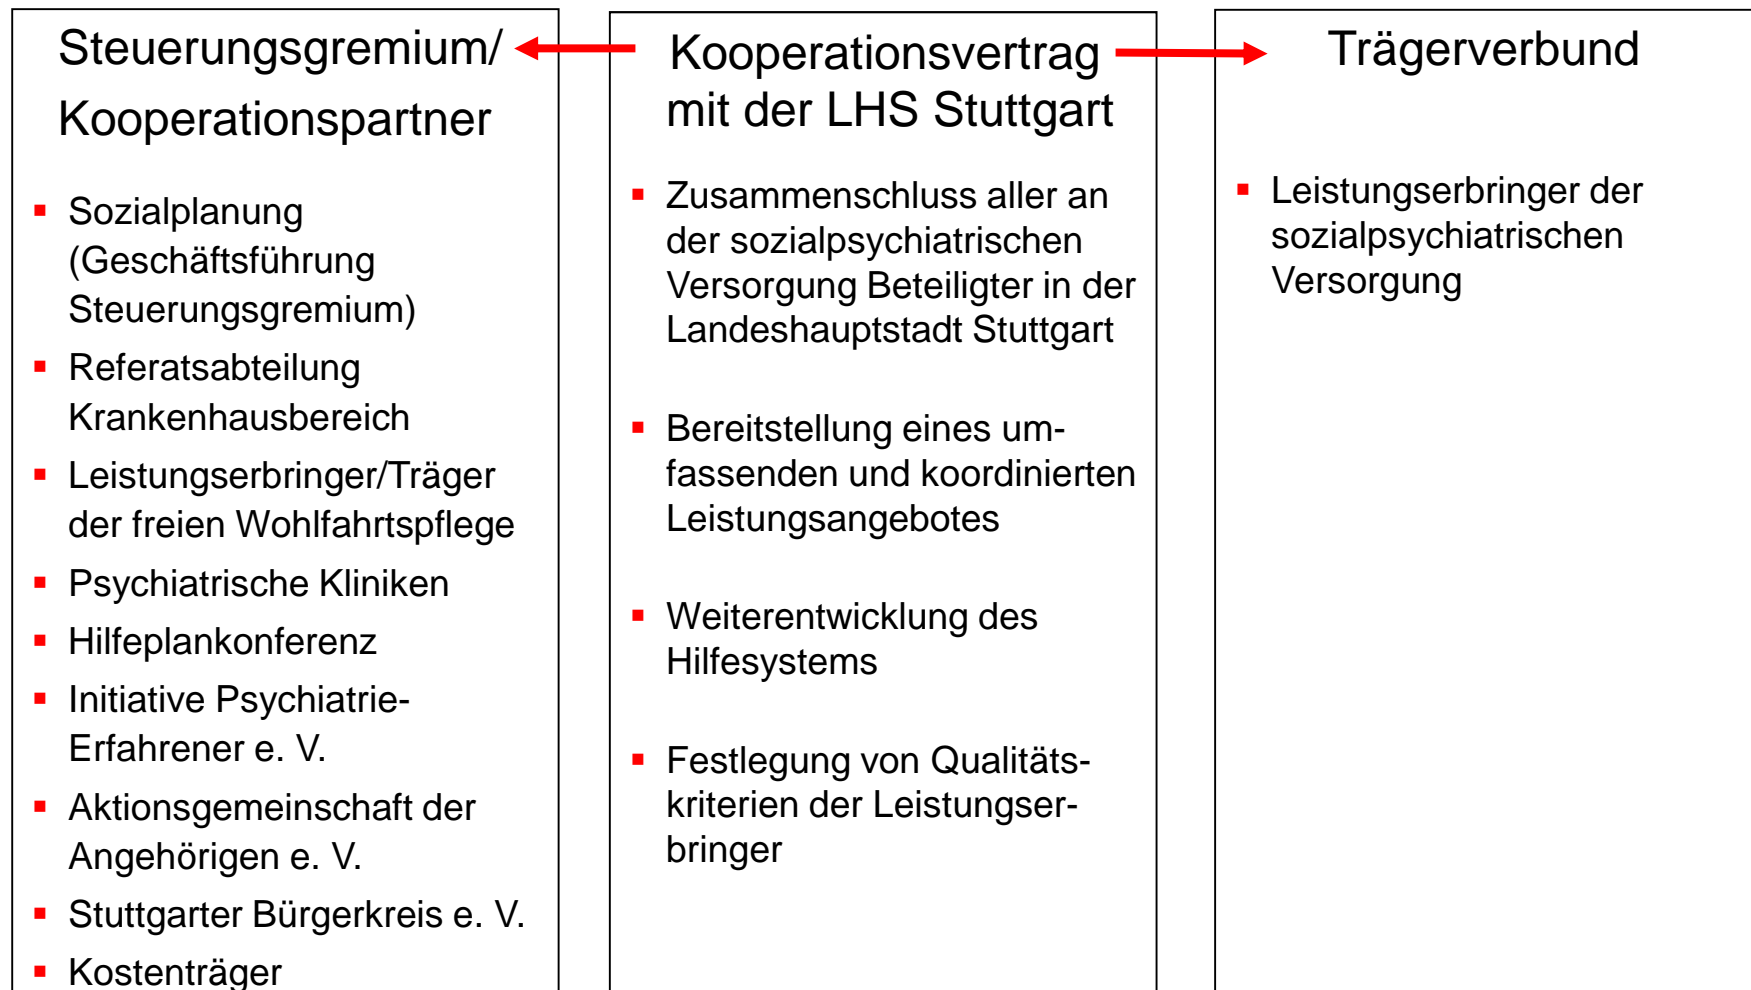 Steuerungsgremium/
Kooperationspartner
Sozialplanung
(Geschäftsführung
Steuerungsgremium)
Referatsabteilung
Krankenhausbereich
Leistungserbringer/Träger
der freien Wohlfahrtspflege
Psychiatrische Kliniken
Hilfeplankonferenz
Initiative Psychiatrie-
Erfahrener e. V.
Aktionsgemeinschaft der
Angehörigen e. V.
Stuttgarter Bürgerkreis e. V.
Kostenträger
Kooperationsvertrag
mit der LHS Stuttgart
Zusammenschluss aller an
der sozialpsychiatrischen
Versorgung Beteiligter in der
Landeshauptstadt Stuttgart
Bereitstellung eines um-
fassenden und koordinierten
Leistungsangebotes
Weiterentwicklung des
Hilfesystems
Festlegung von Qualitäts-
kriterien der Leistungser-
bringer
Trägerverbund
Leistungserbringer der
sozialpsychiatrischen
Versorgung